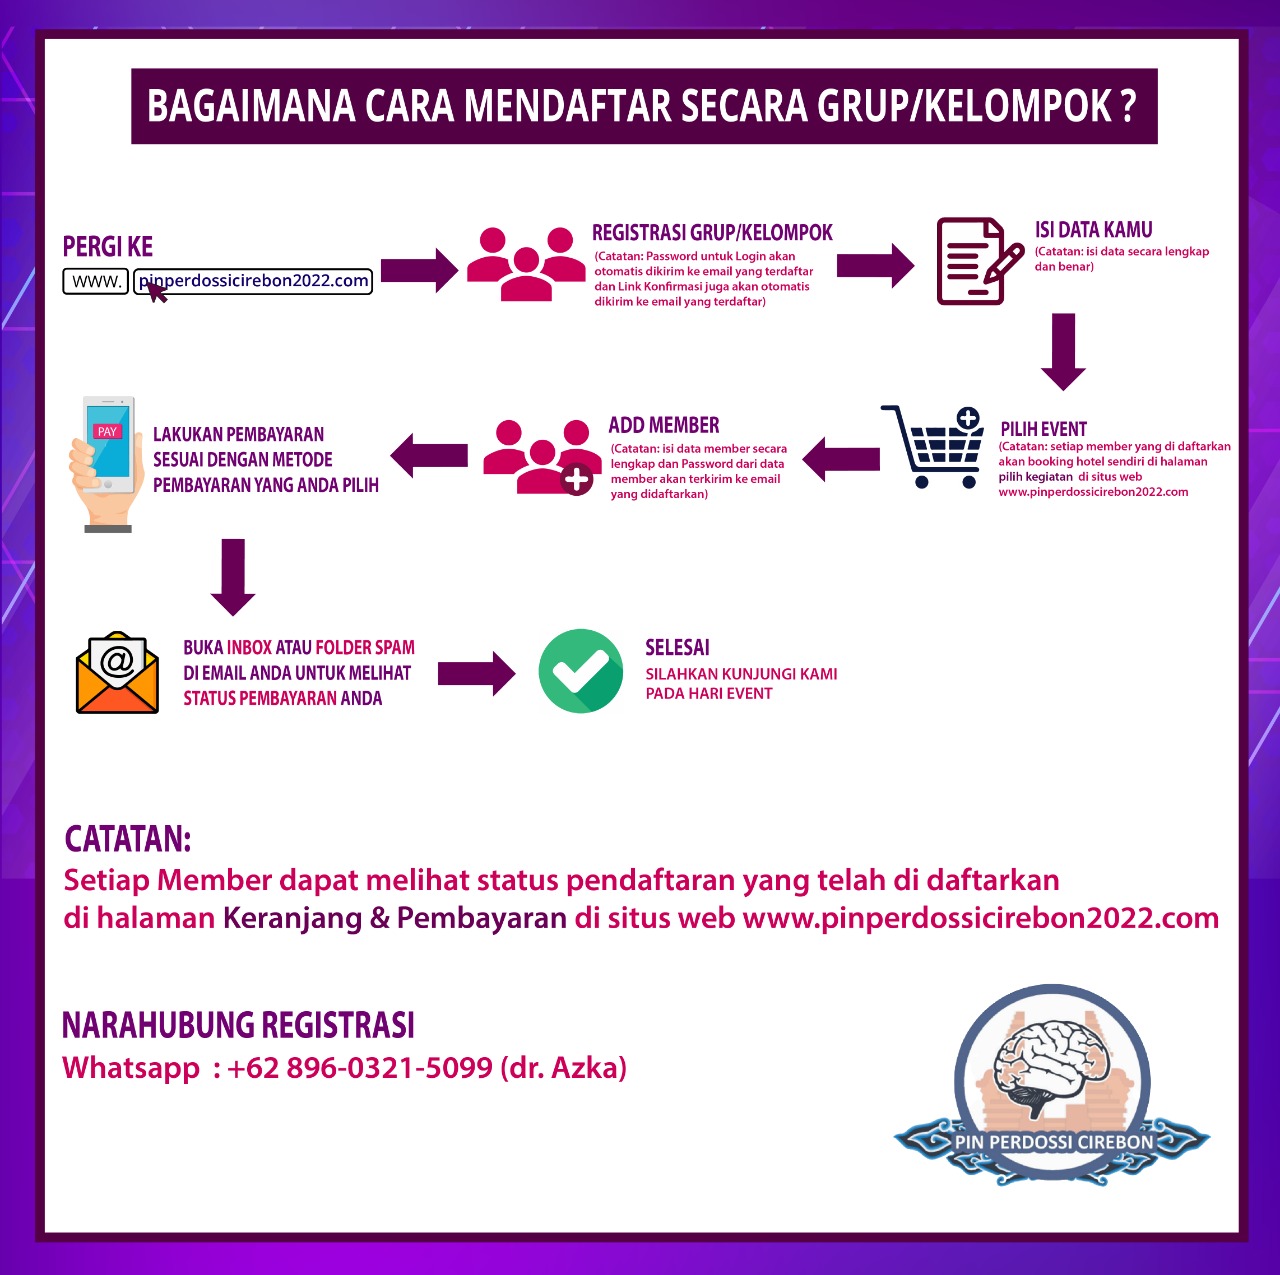 BAGAIMANA CARA MENDAFTAR SECARA GRUP/KELOMPOK ?
PERGI KE
WWW. pinperdossicirebon2022.com
REGISTRASI GRUP/KELOMPOK
(Catatan: Password untuk Login akan
otomatis dikirim ke email yang terdaftar
dan Link Konfirmasi juga akan otomatis
dikirim ke email yang terdaftar)
ISI DATA KAMU
(Catatan: isi data secara lengkap
dan benar)
PILIH EVENT
(Catatan: setiap member yang di daftarkan
akan booking hotel sendiri di halaman
pilih kegiatan di situs web
www.pinperdossicirebon2022.com
ADD MEMBER
(Catatan: isi data member secara
lengkap dan Password dari data
member akan terkirim ke email
yang didaftarkan)
PAY
LAKUKAN PEMBAYARAN
SESUAI DENGAN METODE
PEMBAYARAN YANG ANDA PILIH
@
BUKA INBOX ATAU FOLDER SPAM
DI EMAIL ANDA UNTUK MELIHAT
STATUS PEMBAYARAN ANDA
SELESAI
SILAHKAN KUNJUNGI KAMI
PADA HARI EVENT
CATATAN:
Setiap Member dapat melihat status pendaftaran yang telah di daftarkan
di halaman Keranjang & Pembayaran di situs web www.pinperdossicirebon2022.com
NARAHUBUNG REGISTRASI
Whatsapp : +62 896-0321-5099 (dr. Azka)
PIN PERDOSSI CIREBON